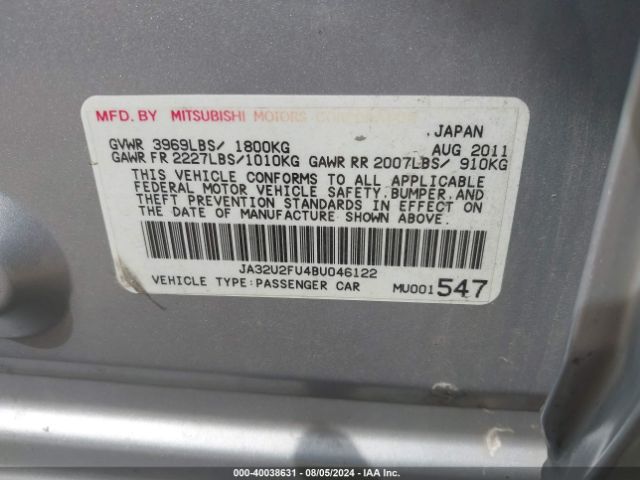 MFD. BY MITSUBISHI MOTORS CORPORATION
JAPAN
GVWR 3969LBS/ 1800KG AUG 2011
GAWR FR 2227LBS/1010KG GAWR RR 2007LBS/ 910KG
THIS VEHICLE CONFORMS TO ALL APPLICABLE
FEDERAL MOTOR VEHICLE SAFETY,BUMPER,AND
THEFT PREVENTION STANDARDS IN EFFECT ON
THE DATE OF MANUFACTURE SHOWN ABOVE.
JA32U2FU4BU046122
VEHICLE TYPE:PASSENGER CAR MU001547
000-40038631 - 08/05/2024 - IAA Inc.